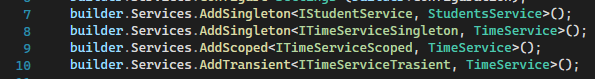 7 builder.Services.AddSingleton<IStudentService, StudentsService>();
8 builder.Services.AddSingleton<ITimeServiceSingleton, TimeService>();
9 builder.Services.AddScoped<ITimeServiceScoped, TimeService>();
10 builder.Services.AddTransient<ITimeServiceTrasient, TimeService>();